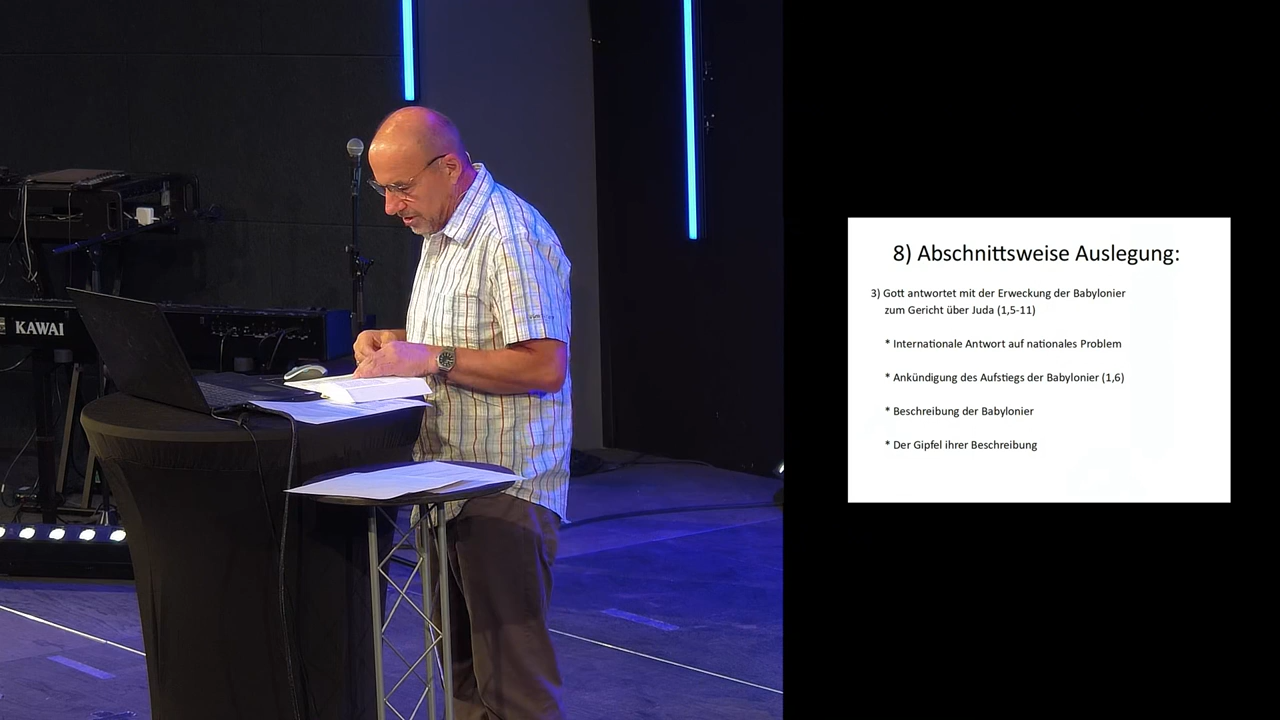 KAWAI
8) Abschnittsweise Auslegung:
3) Gott antwortet mit der Erweckung der Babylonier
zum Gericht über Juda (1,5-11)
* Internationale Antwort auf nationales Problem
* Ankündigung des Aufstiegs der Babylonier (1,6)
* Beschreibung der Babylonier
* Der Gipfel ihrer Beschreibung